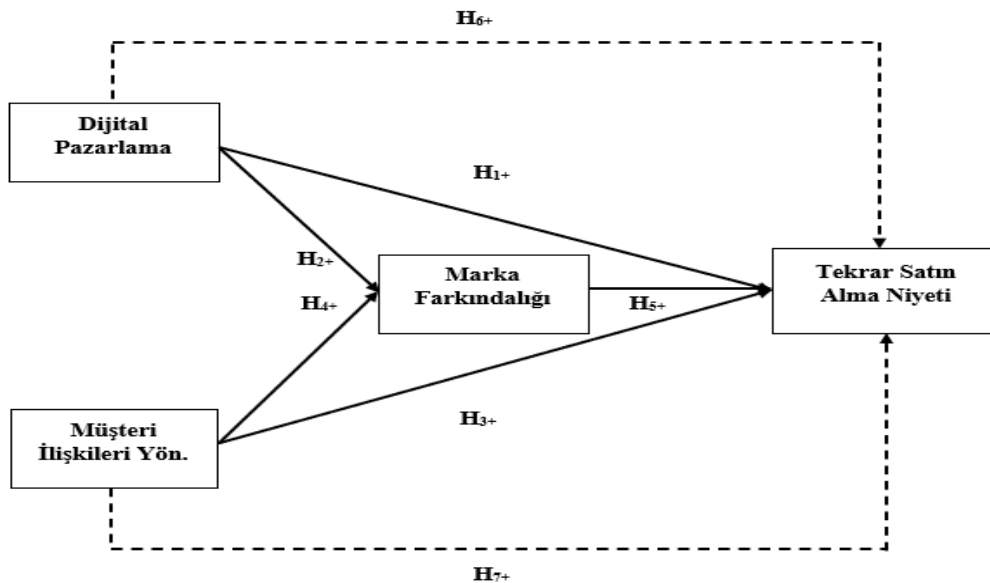 H6+
Dijital
Pazarlama
H1+
H2+
Marka
Farkındalığı
Tekrar Satın
Alma Niyeti
H4+
H5+
H3+
Müşteri
İlişkileri Yön.
H7+